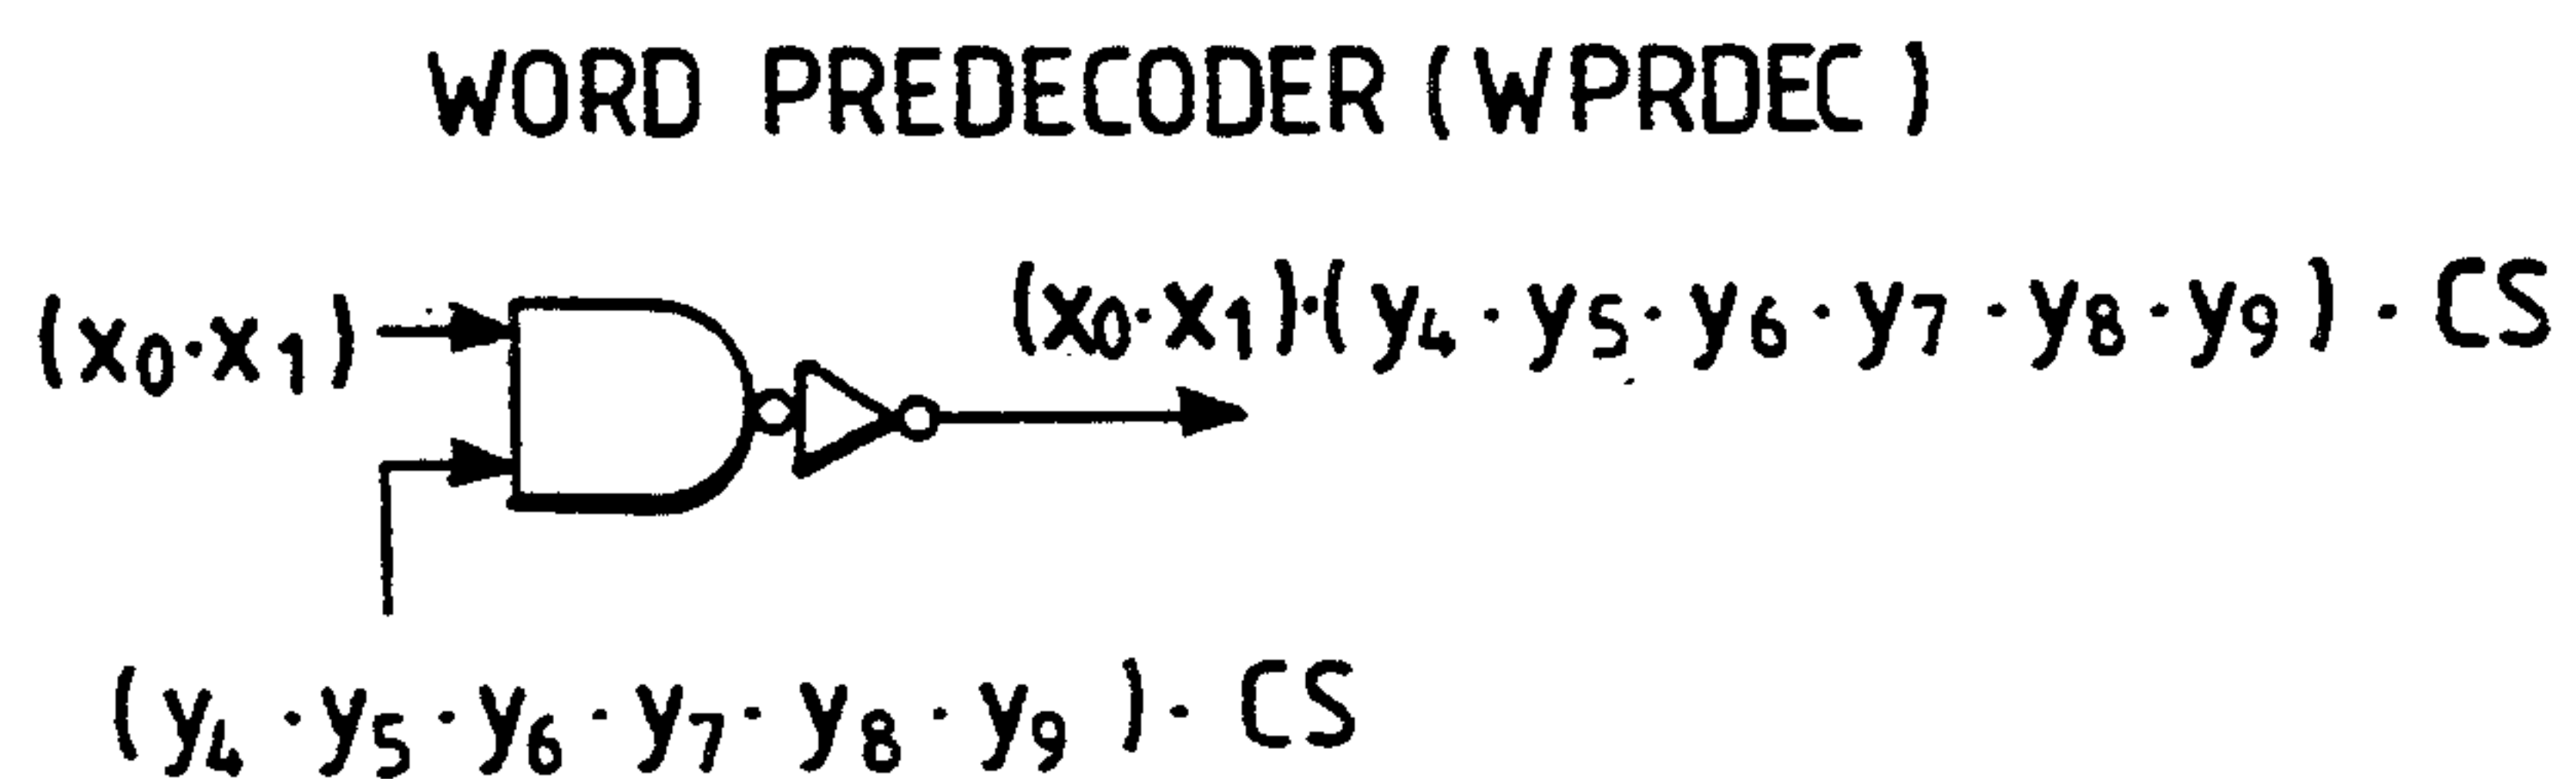 WORD PREDECODER (WPRDEC)
(x₀·x₁)
(x₀·x₁)·(y₄·y₅·y₆·y₇·y₈·y₉)·CS
(y₄·y₅·y₆·y₇·y₈·y₉)·CS